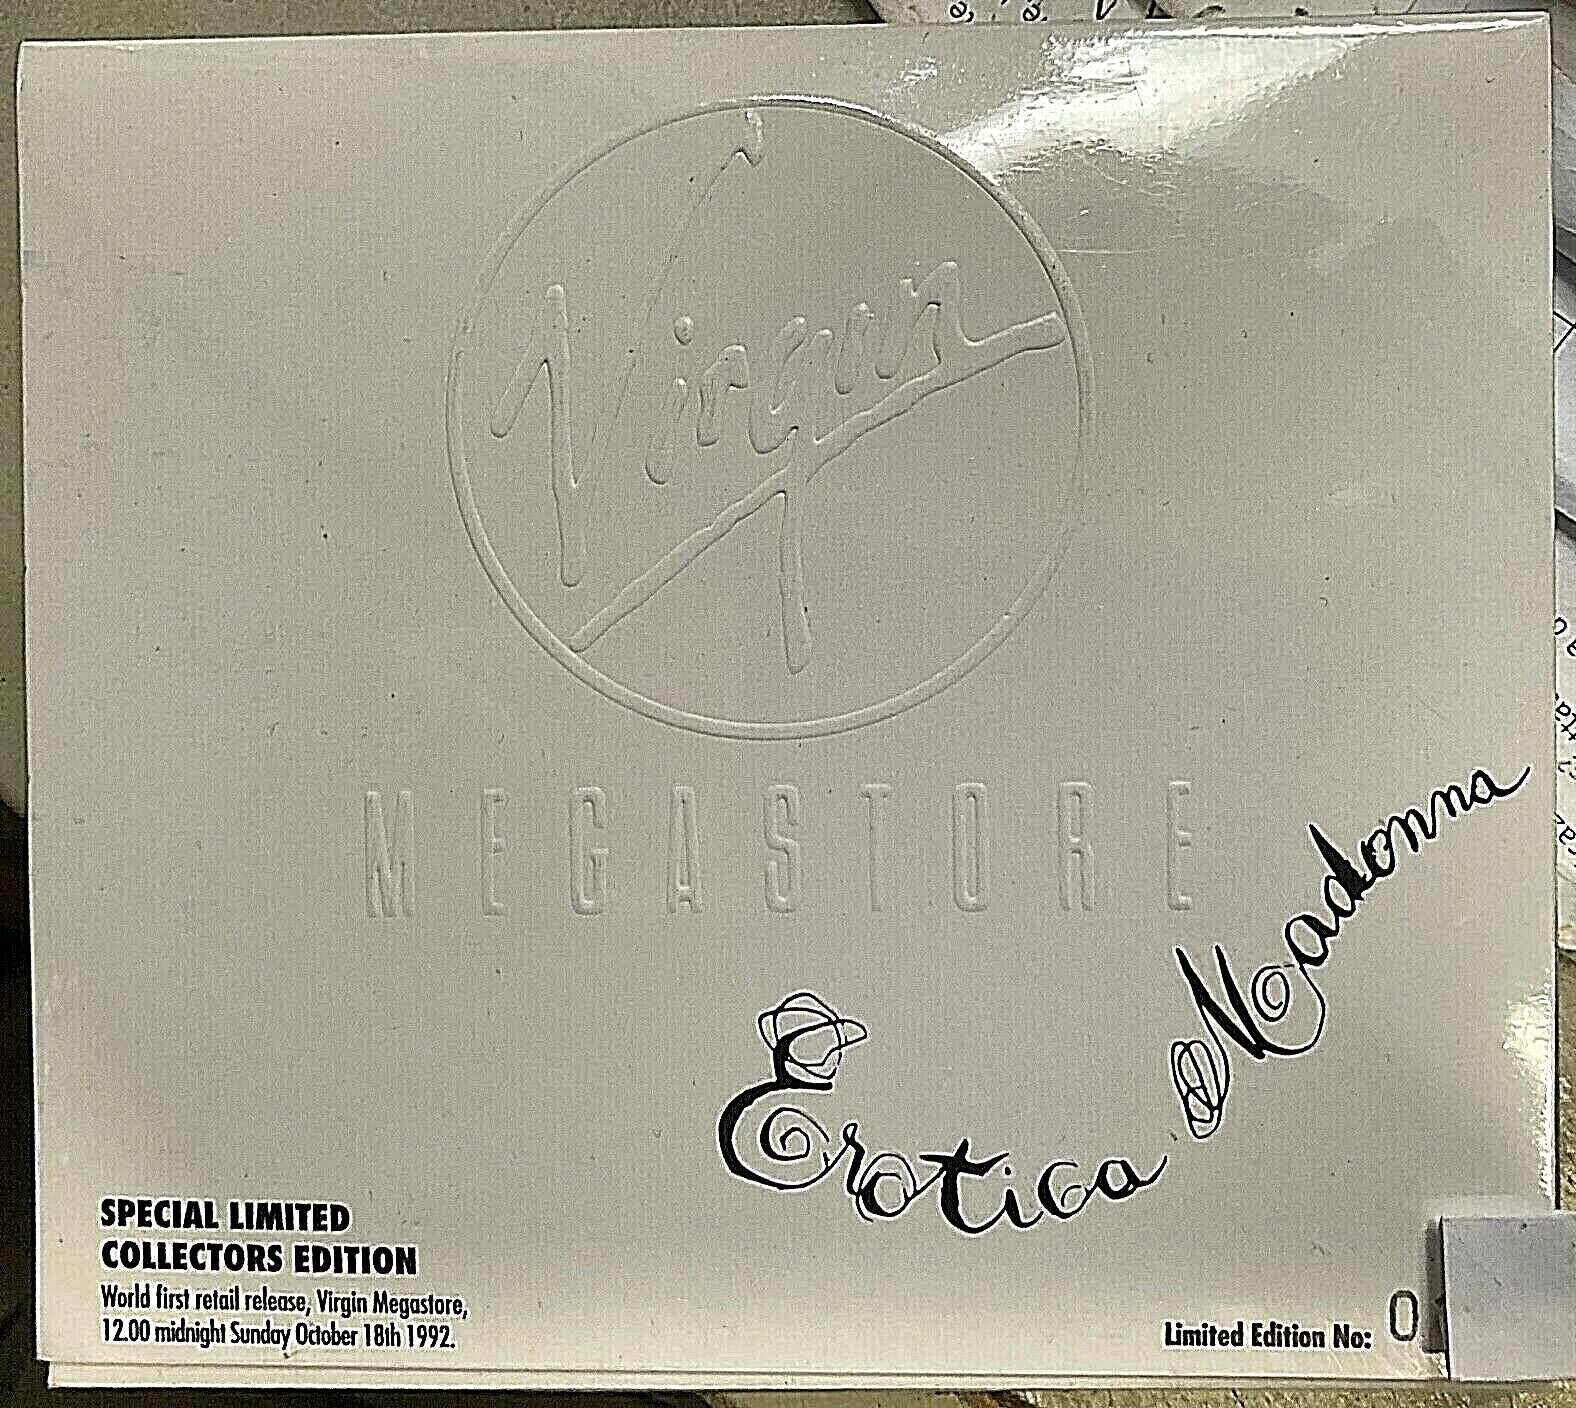 Virgin
MEGASTORE
Erotica Madonna
SPECIAL LIMITED
COLLECTORS EDITION
World first retail release, Virgin Megastore,
12.00 midnight Sunday October 18th 1992.
Limited Edition No: 0